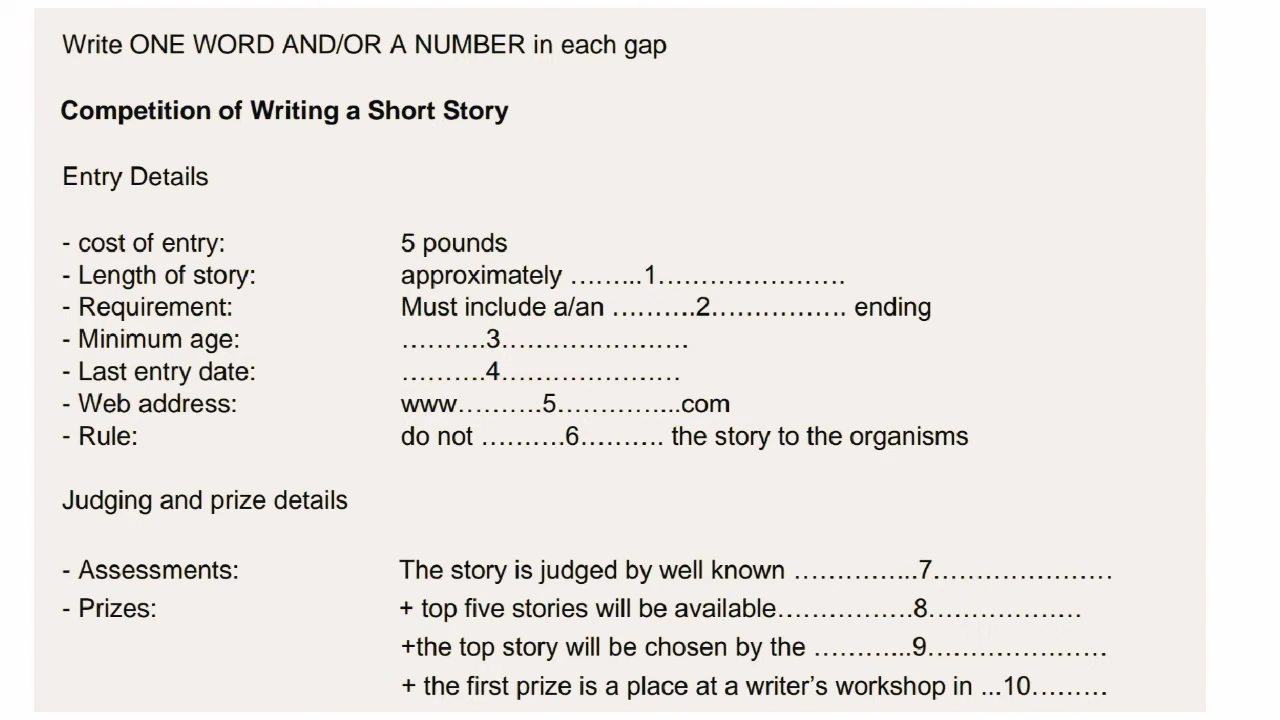 Write ONE WORD AND/OR A NUMBER in each gap
Competition of Writing a Short Story
Entry Details
- cost of entry: 5 pounds
- Length of story: approximately ……...1………………….
- Requirement: Must include a/an ……….2……………. ending
- Minimum age: ……….3………………….
- Last entry date: ……….4…………………
- Web address: www……….5…………...com
- Rule: do not ……….6………. the story to the organisms
Judging and prize details
- Assessments: The story is judged by well known …………...7…………………
- Prizes: + top five stories will be available…………….8………………
+the top story will be chosen by the ………...9…………………
+ the first prize is a place at a writer’s workshop in ...10………